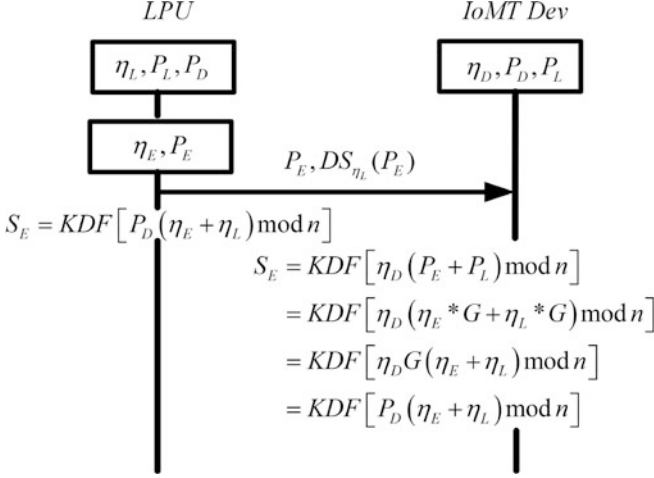 LPU
IoMT Dev
η_L, P_L, P_D
η_D, P_D, P_L
η_E, P_E
P_E, DS_{η_L}(P_E)
S_E = KDF[P_D(η_E + η_L) mod n]
S_E = KDF[η_D(P_E + P_L) mod n]
= KDF[η_D(η_E * G + η_L * G) mod n]
= KDF[η_D G(η_E + η_L) mod n]
= KDF[P_D(η_E + η_L) mod n]